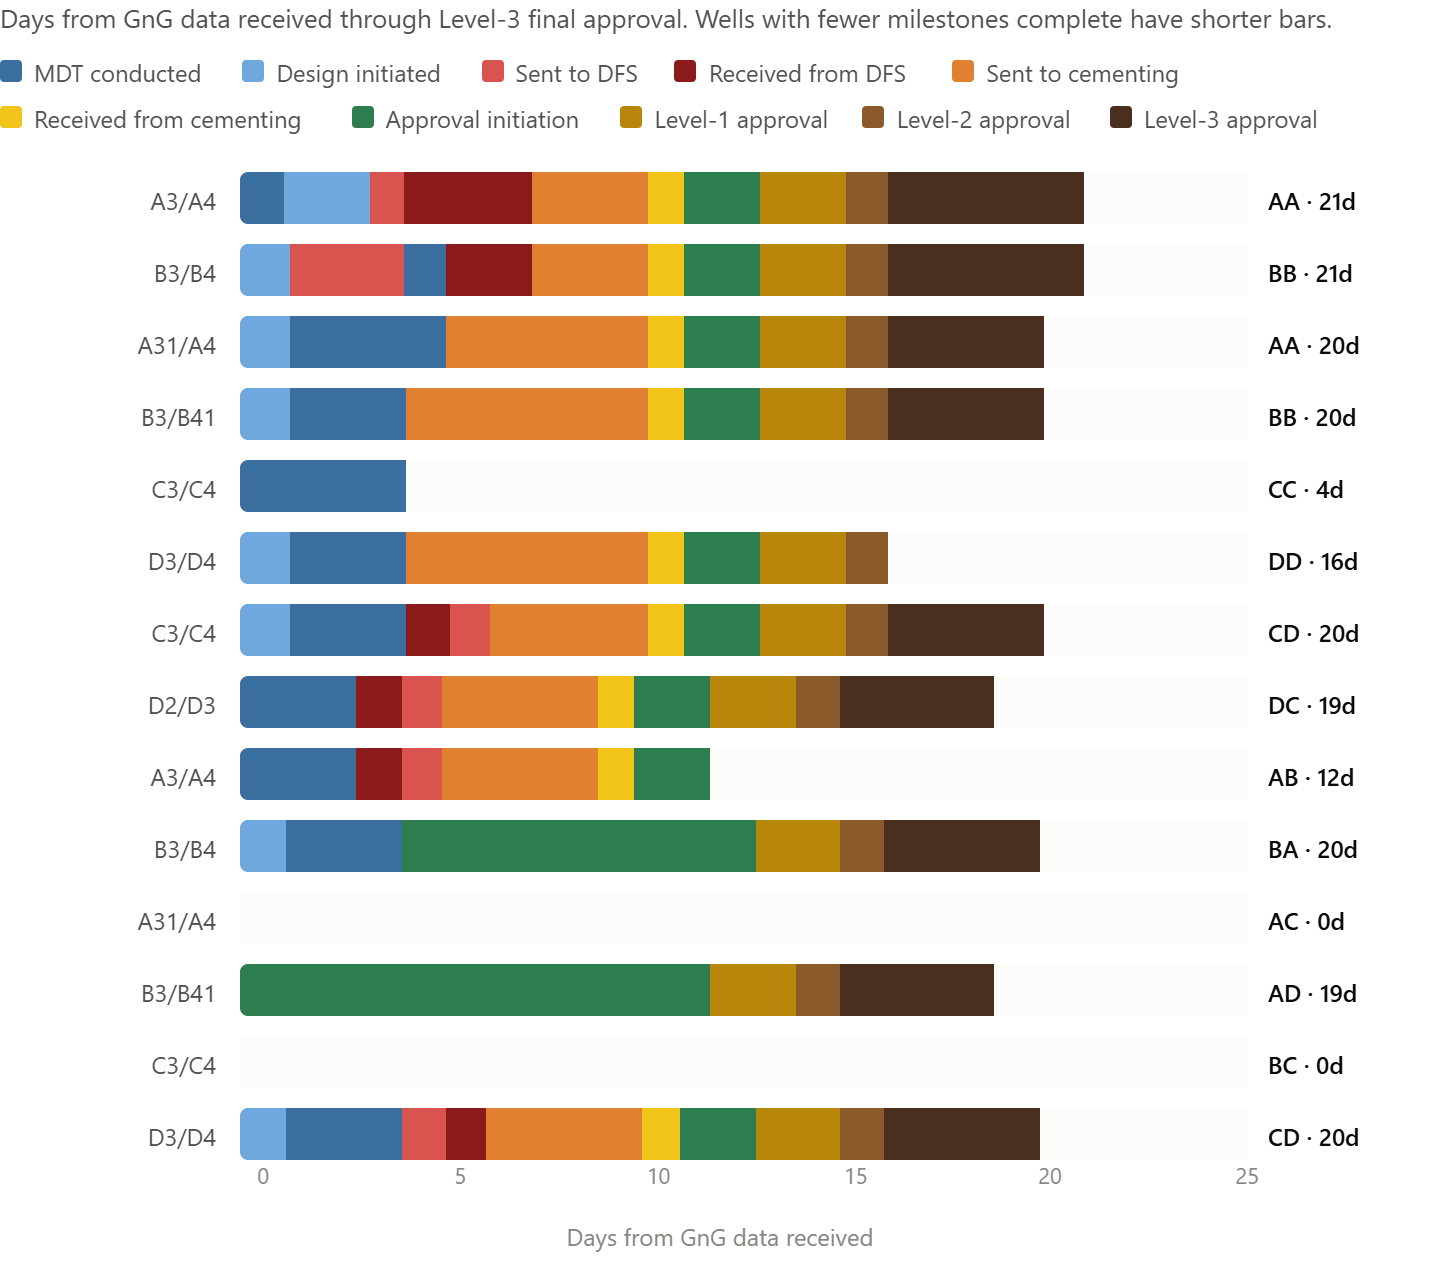 Days from GnG data received through Level-3 final approval. Wells with fewer milestones complete have shorter bars.
MDT conducted Design initiated Sent to DFS Received from DFS Sent to cementing
Received from cementing Approval initiation Level-1 approval Level-2 approval Level-3 approval
A3/A4 AA · 21d
B3/B4 BB · 21d
A31/A4 AA · 20d
B3/B41 BB · 20d
C3/C4 CC · 4d
D3/D4 DD · 16d
C3/C4 CD · 20d
D2/D3 DC · 19d
A3/A4 AB · 12d
B3/B4 BA · 20d
A31/A4 AC · 0d
B3/B41 AD · 19d
C3/C4 BC · 0d
D3/D4 CD · 20d
0 5 10 15 20 25
Days from GnG data received